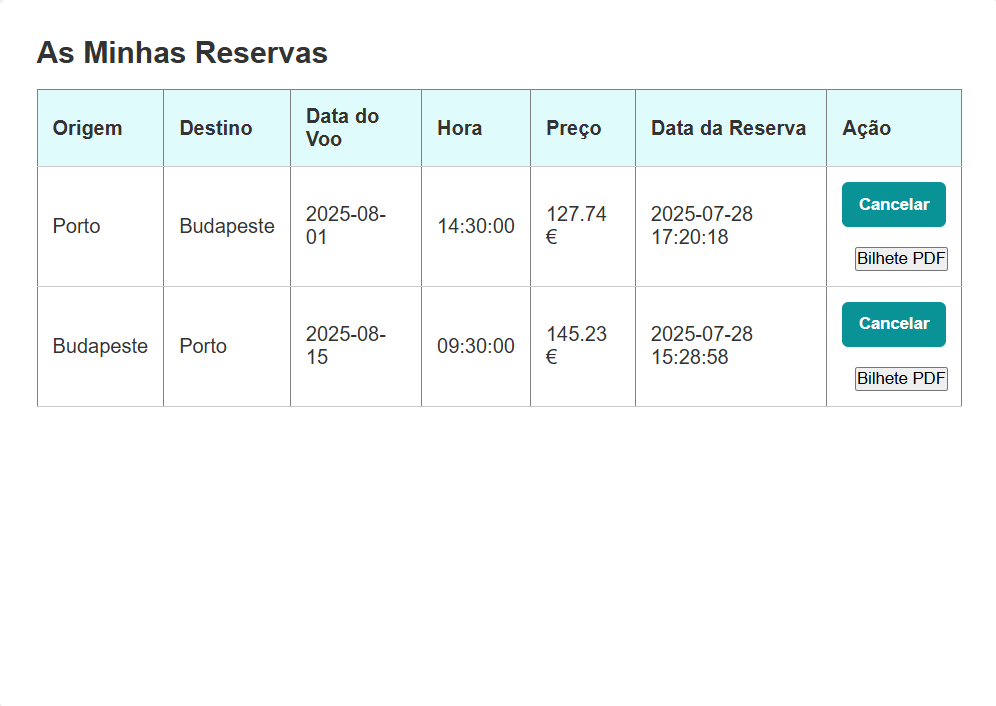 As Minhas Reservas
Origem Destino Data do Voo Hora Preço Data da Reserva Ação
Porto Budapeste 2025-08-01 14:30:00 127.74 € 2025-07-28 17:20:18 Cancelar
Bilhete PDF
Budapeste Porto 2025-08-15 09:30:00 145.23 € 2025-07-28 15:28:58 Cancelar
Bilhete PDF